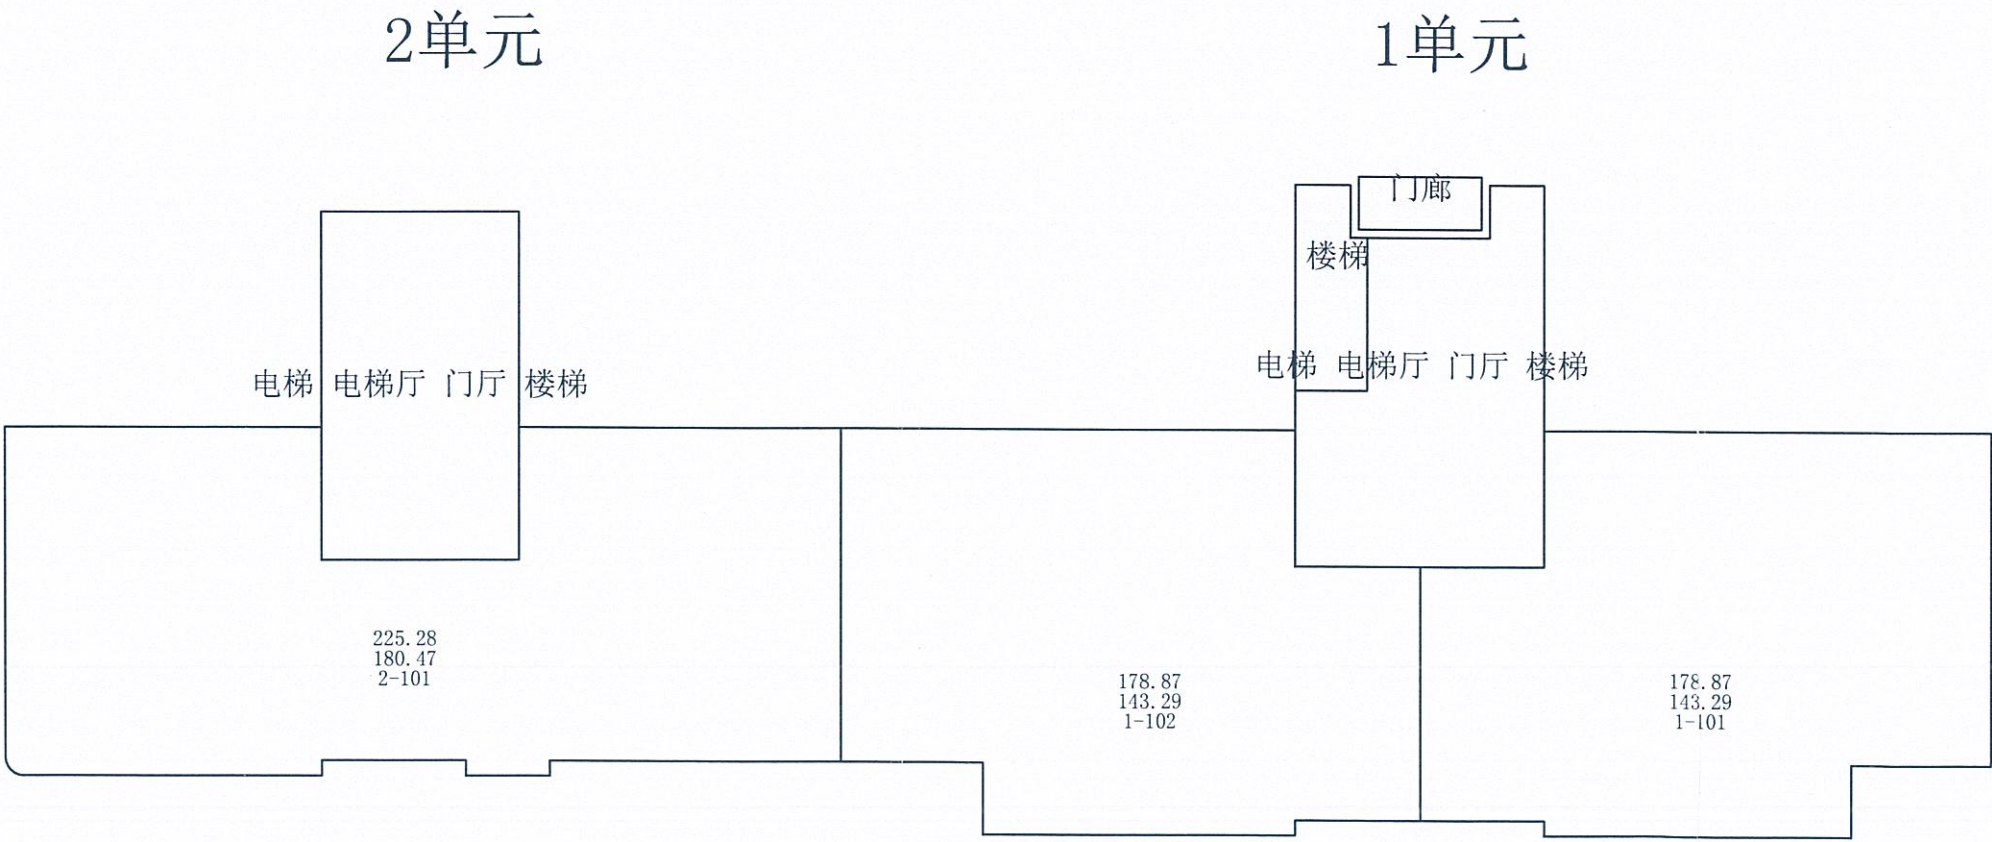 2单元
1单元
门廊
楼梯
电梯 电梯厅 门厅 楼梯
电梯 电梯厅 门厅 楼梯
225.28
180.47
2-101
178.87
143.29
1-102
178.87
143.29
1-101